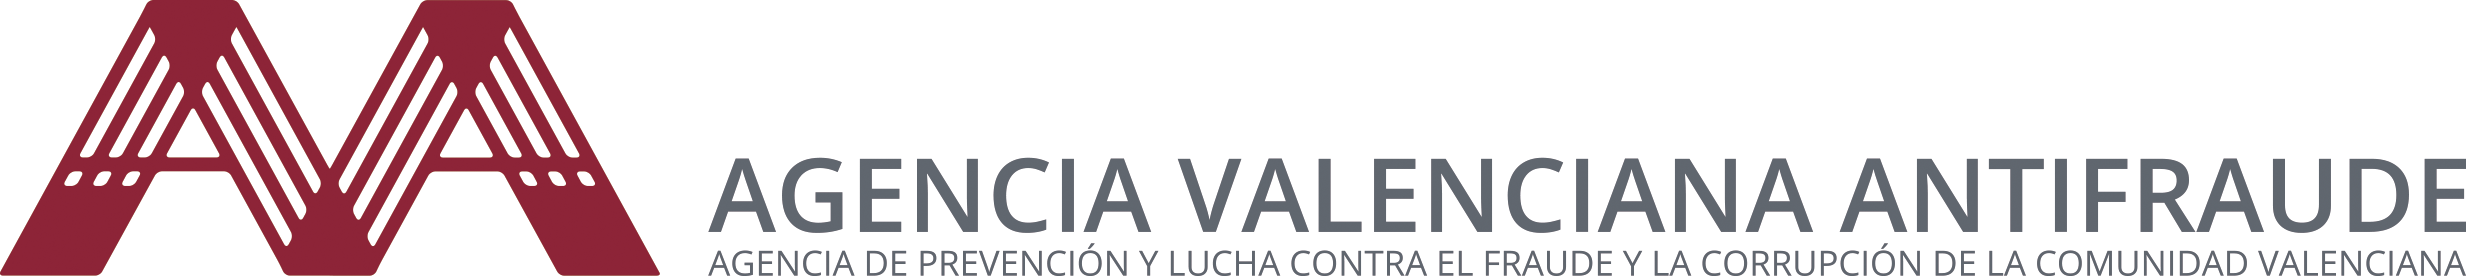 AGENCIA VALENCIANA ANTIFRAUDE
AGENCIA DE PREVENCIÓN Y LUCHA CONTRA EL FRAUDE Y LA CORRUPCIÓN DE LA COMUNIDAD VALENCIANA